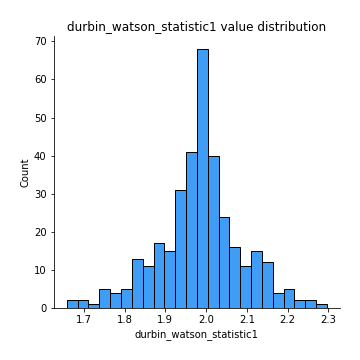 durbin_watson_statistic1 value distribution
70
60
50
40
30
20
10
0
Count
1.7 1.8 1.9 2.0 2.1 2.2 2.3
durbin_watson_statistic1